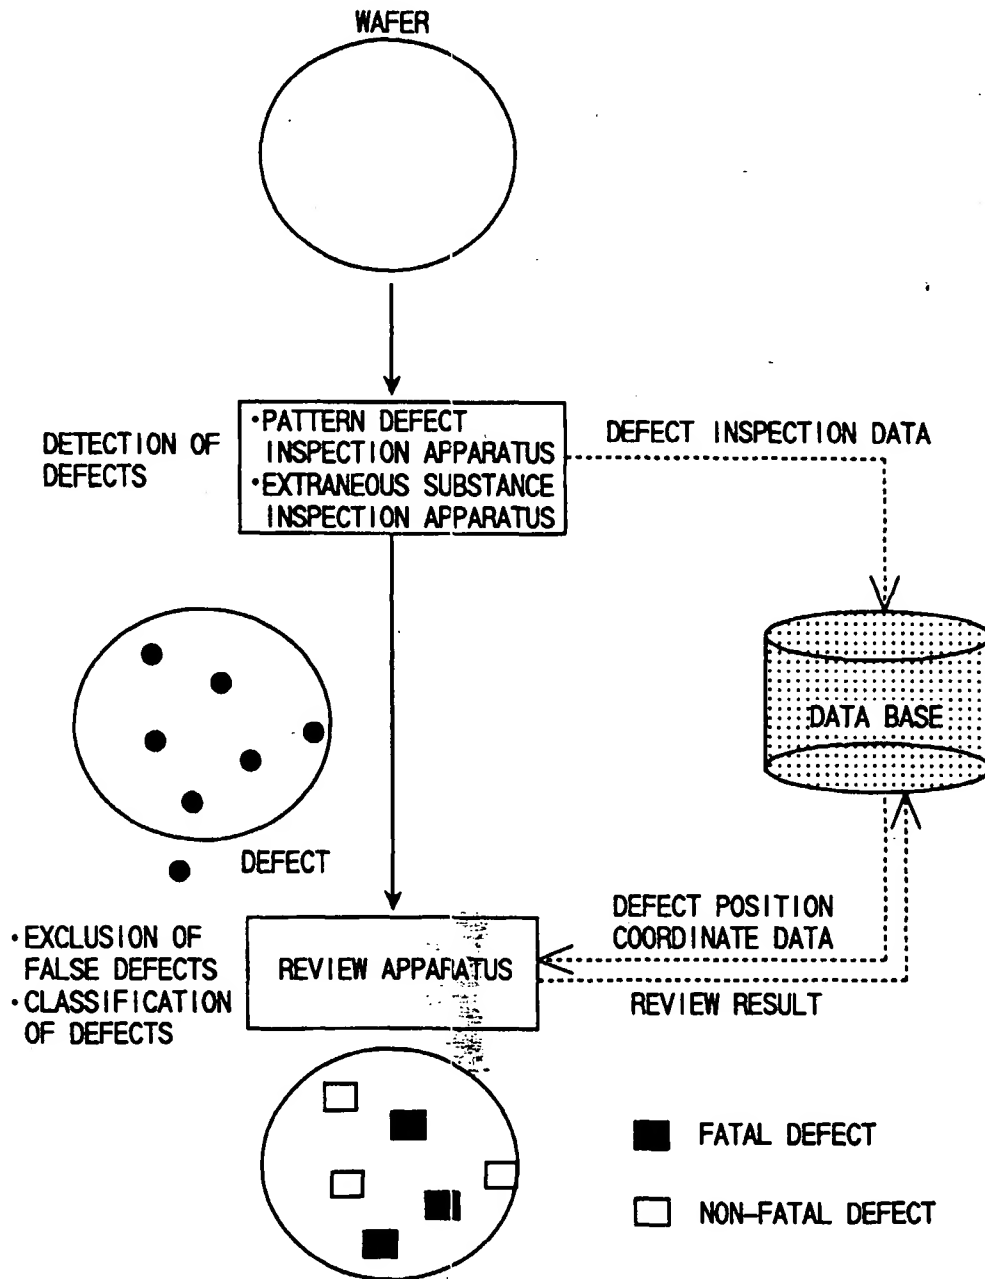 WAFER
DETECTION OF
DEFECTS
・PATTERN DEFECT
INSPECTION APPARATUS
・EXTRANEOUS SUBSTANCE
INSPECTION APPARATUS
DEFECT INSPECTION DATA
DATA BASE
DEFECT
・EXCLUSION OF
FALSE DEFECTS
・CLASSIFICATION
OF DEFECTS
REVIEW APPARATUS
DEFECT POSITION
COORDINATE DATA
REVIEW RESULT
FATAL DEFECT
NON-FATAL DEFECT